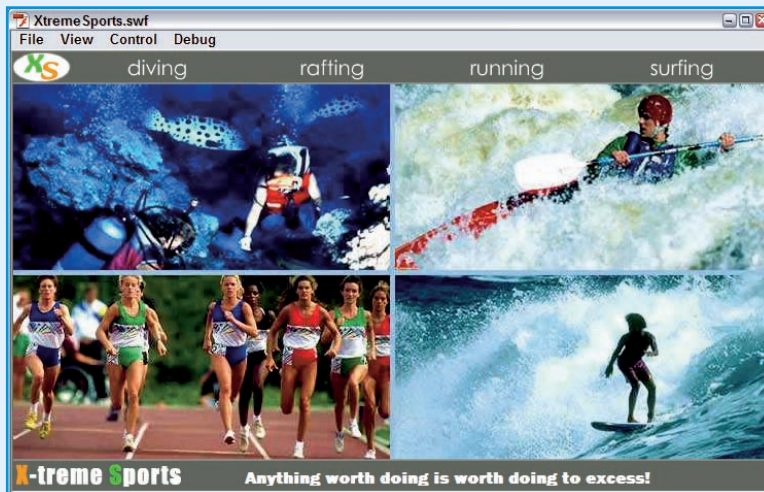 XtremeSports.swf
File View Control Debug
XS diving rafting running surfing
X-treme Sports Anything worth doing is worth doing to excess!